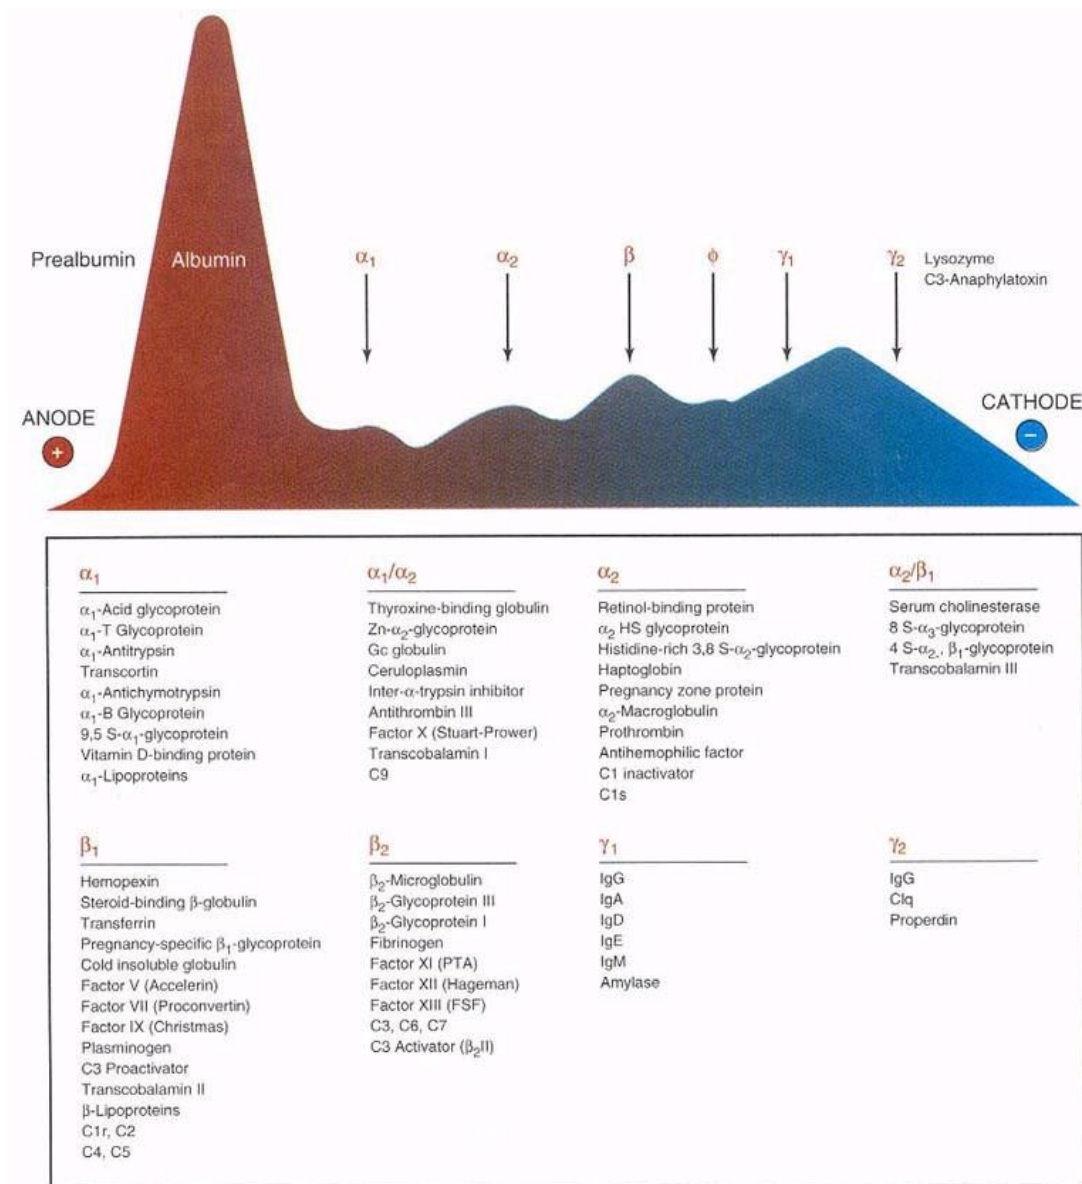 Prealbumin
Albumin
α1
α2
β
ϕ
γ1
γ2
Lysozyme
C3-Anaphylatoxin
ANODE
+
CATHODE
−
α1
α1-Acid glycoprotein
α1-T Glycoprotein
α1-Antitrypsin
Transcortin
α1-Antichymotrypsin
α1-B Glycoprotein
9,5 S-α1-glycoprotein
Vitamin D-binding protein
α1-Lipoproteins
α1/α2
Thyroxine-binding globulin
Zn-α2-glycoprotein
Gc globulin
Ceruloplasmin
Inter-α-trypsin inhibitor
Antithrombin III
Factor X (Stuart-Prower)
Transcobalamin I
C9
α2
Retinol-binding protein
α2 HS glycoprotein
Histidine-rich 3,8 S-α2-glycoprotein
Haptoglobin
Pregnancy zone protein
α2-Macroglobulin
Prothrombin
Antihemophilic factor
C1 inactivator
C1s
α2/β1
Serum cholinesterase
8 S-α3-glycoprotein
4 S-α2,, β1-glycoprotein
Transcobalamin III
β1
Hemopexin
Steroid-binding β-globulin
Transferrin
Pregnancy-specific β1-glycoprotein
Cold insoluble globulin
Factor V (Accelerin)
Factor VII (Proconvertin)
Factor IX (Christmas)
Plasminogen
C3 Proactivator
Transcobalamin II
β-Lipoproteins
C1r, C2
C4, C5
β2
β2-Microglobulin
β2-Glycoprotein III
β2-Glycoprotein I
Fibrinogen
Factor XI (PTA)
Factor XII (Hageman)
Factor XIII (FSF)
C3, C6, C7
C3 Activator (β2II)
γ1
IgG
IgA
IgD
IgE
IgM
Amylase
γ2
IgG
Clq
Properdin